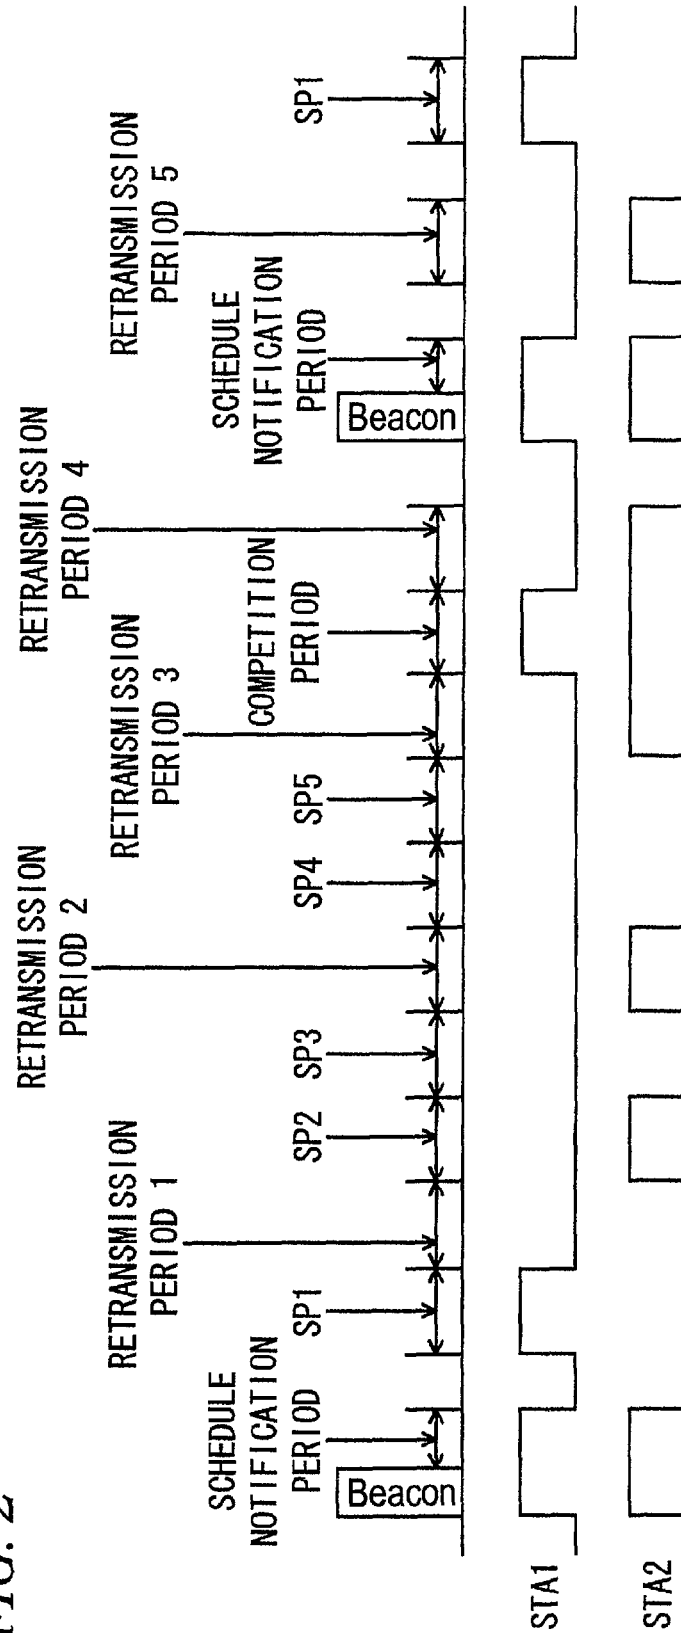 FIG. 2
RETRANSMISSION
PERIOD 2
RETRANSMISSION
PERIOD 4
RETRANSMISSION
PERIOD 1
RETRANSMISSION
PERIOD 3
RETRANSMISSION
PERIOD 5
SCHEDULE
NOTIFICATION
PERIOD
SP1
SP2
SP3
SP4
SP5
COMPETITION
PERIOD
SCHEDULE
NOTIFICATION
PERIOD
SP1
Beacon
Beacon
STA1
STA2